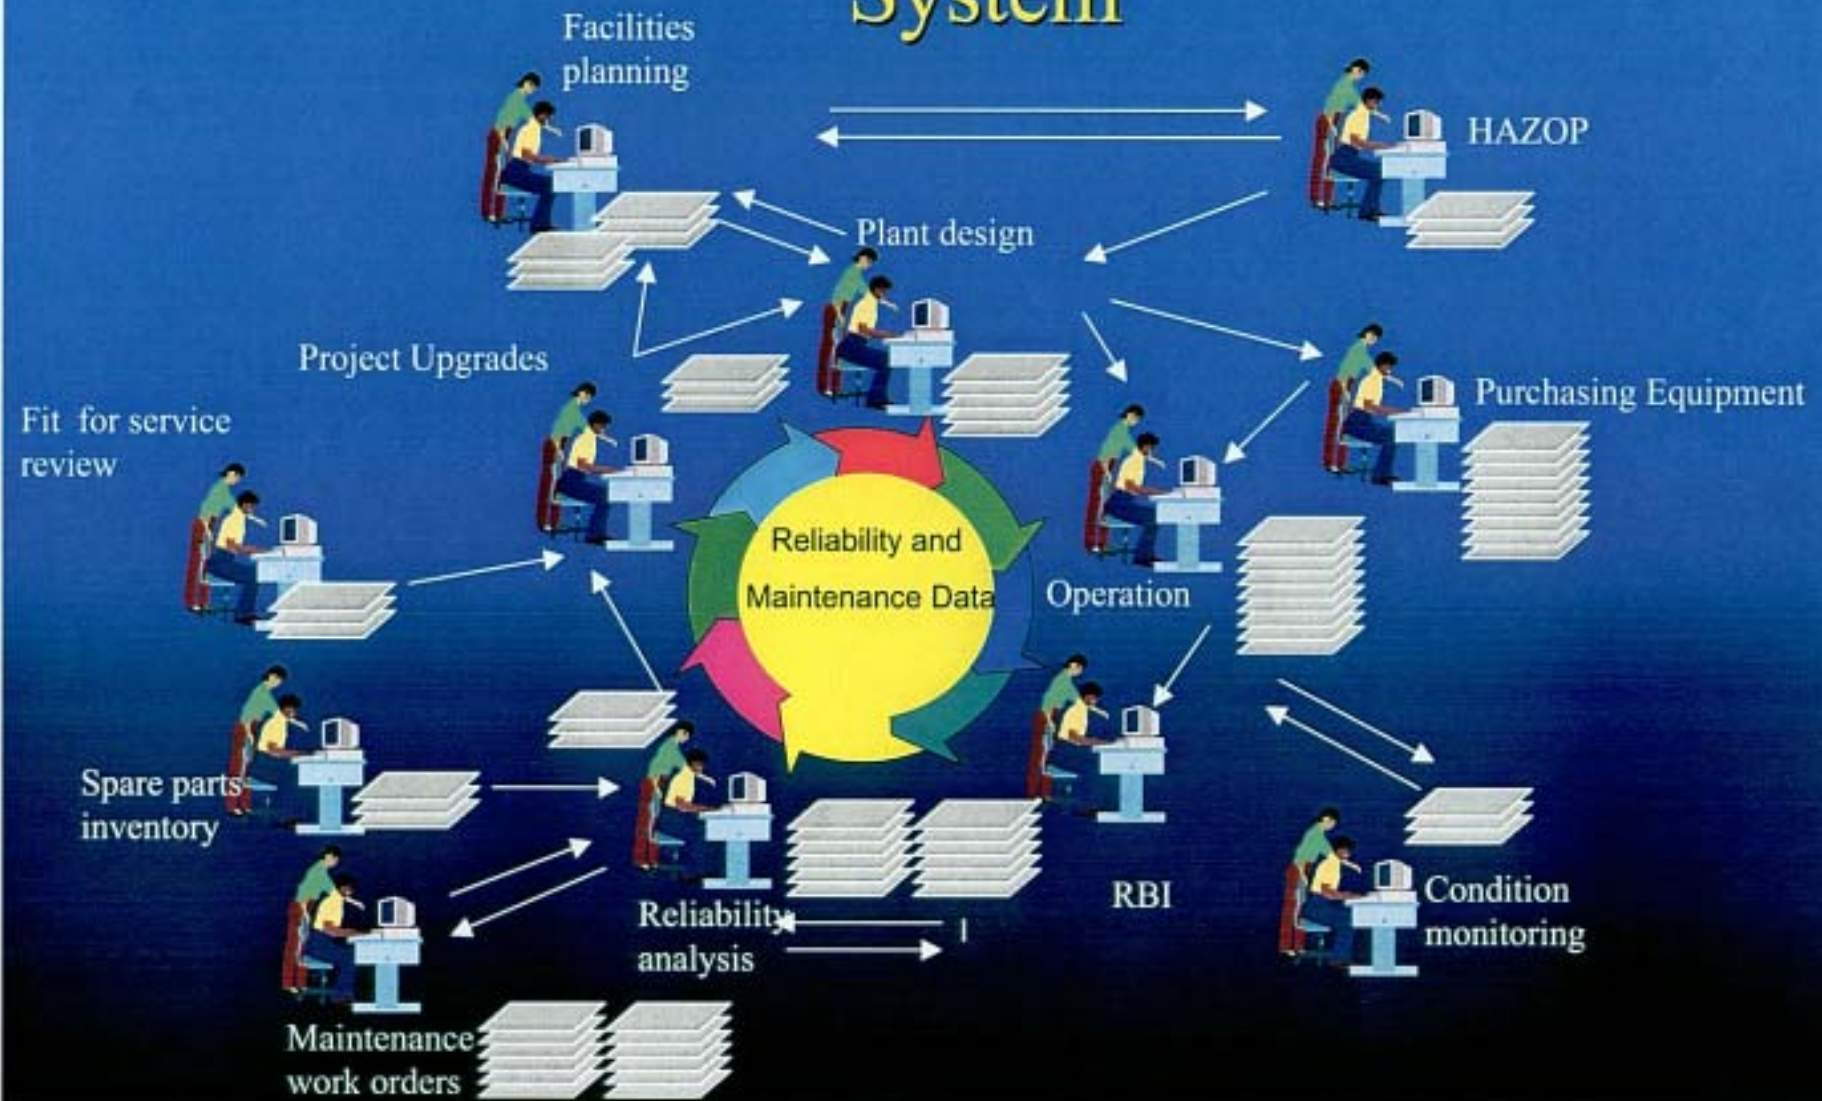 System
Facilities
planning
HAZOP
Plant design
Project Upgrades
Purchasing Equipment
Fit for service
review
Reliability and
Maintenance Data
Operation
Spare parts
inventory
RBI
Condition
monitoring
Reliability
analysis
Maintenance
work orders